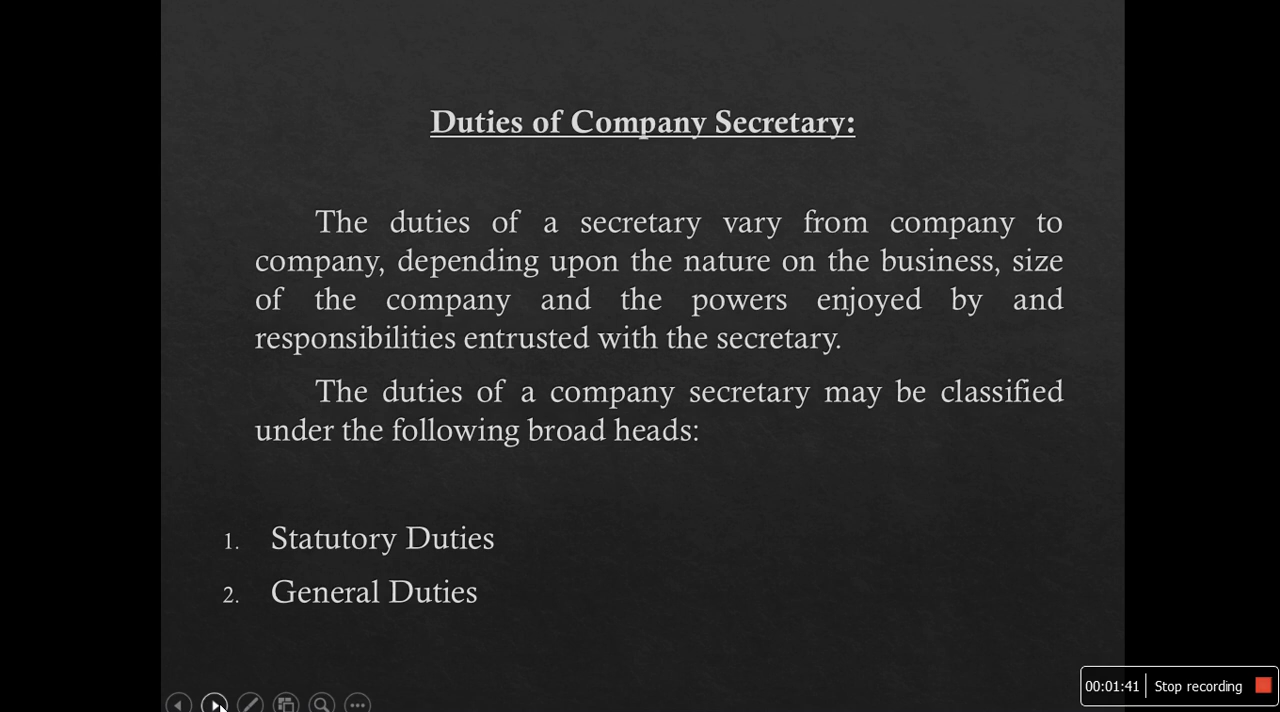 Duties of Company Secretary:
The duties of a secretary vary from company to
company, depending upon the nature on the business, size
of the company and the powers enjoyed by and
responsibilities entrusted with the secretary.
The duties of a company secretary may be classified
under the following broad heads:
1. Statutory Duties
2. General Duties
00:01:41 Stop recording